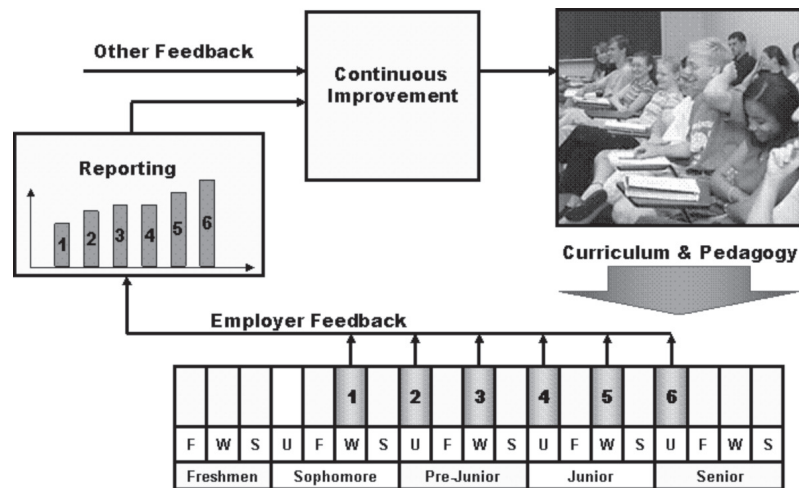 Other Feedback
Continuous
Improvement
Reporting
1 2 3 4 5 6
Curriculum & Pedagogy
Employer Feedback
1 2 3 4 5 6
F W S U F W S U F W S U F W S U F W S
Freshmen Sophomore Pre-Junior Junior Senior